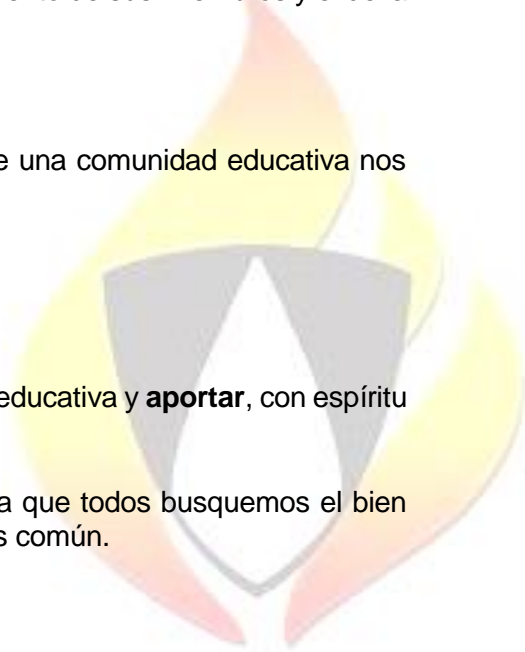 e una comunidad educativa nos
educativa y aportar, con espíritu
a que todos busquemos el bien
s común.